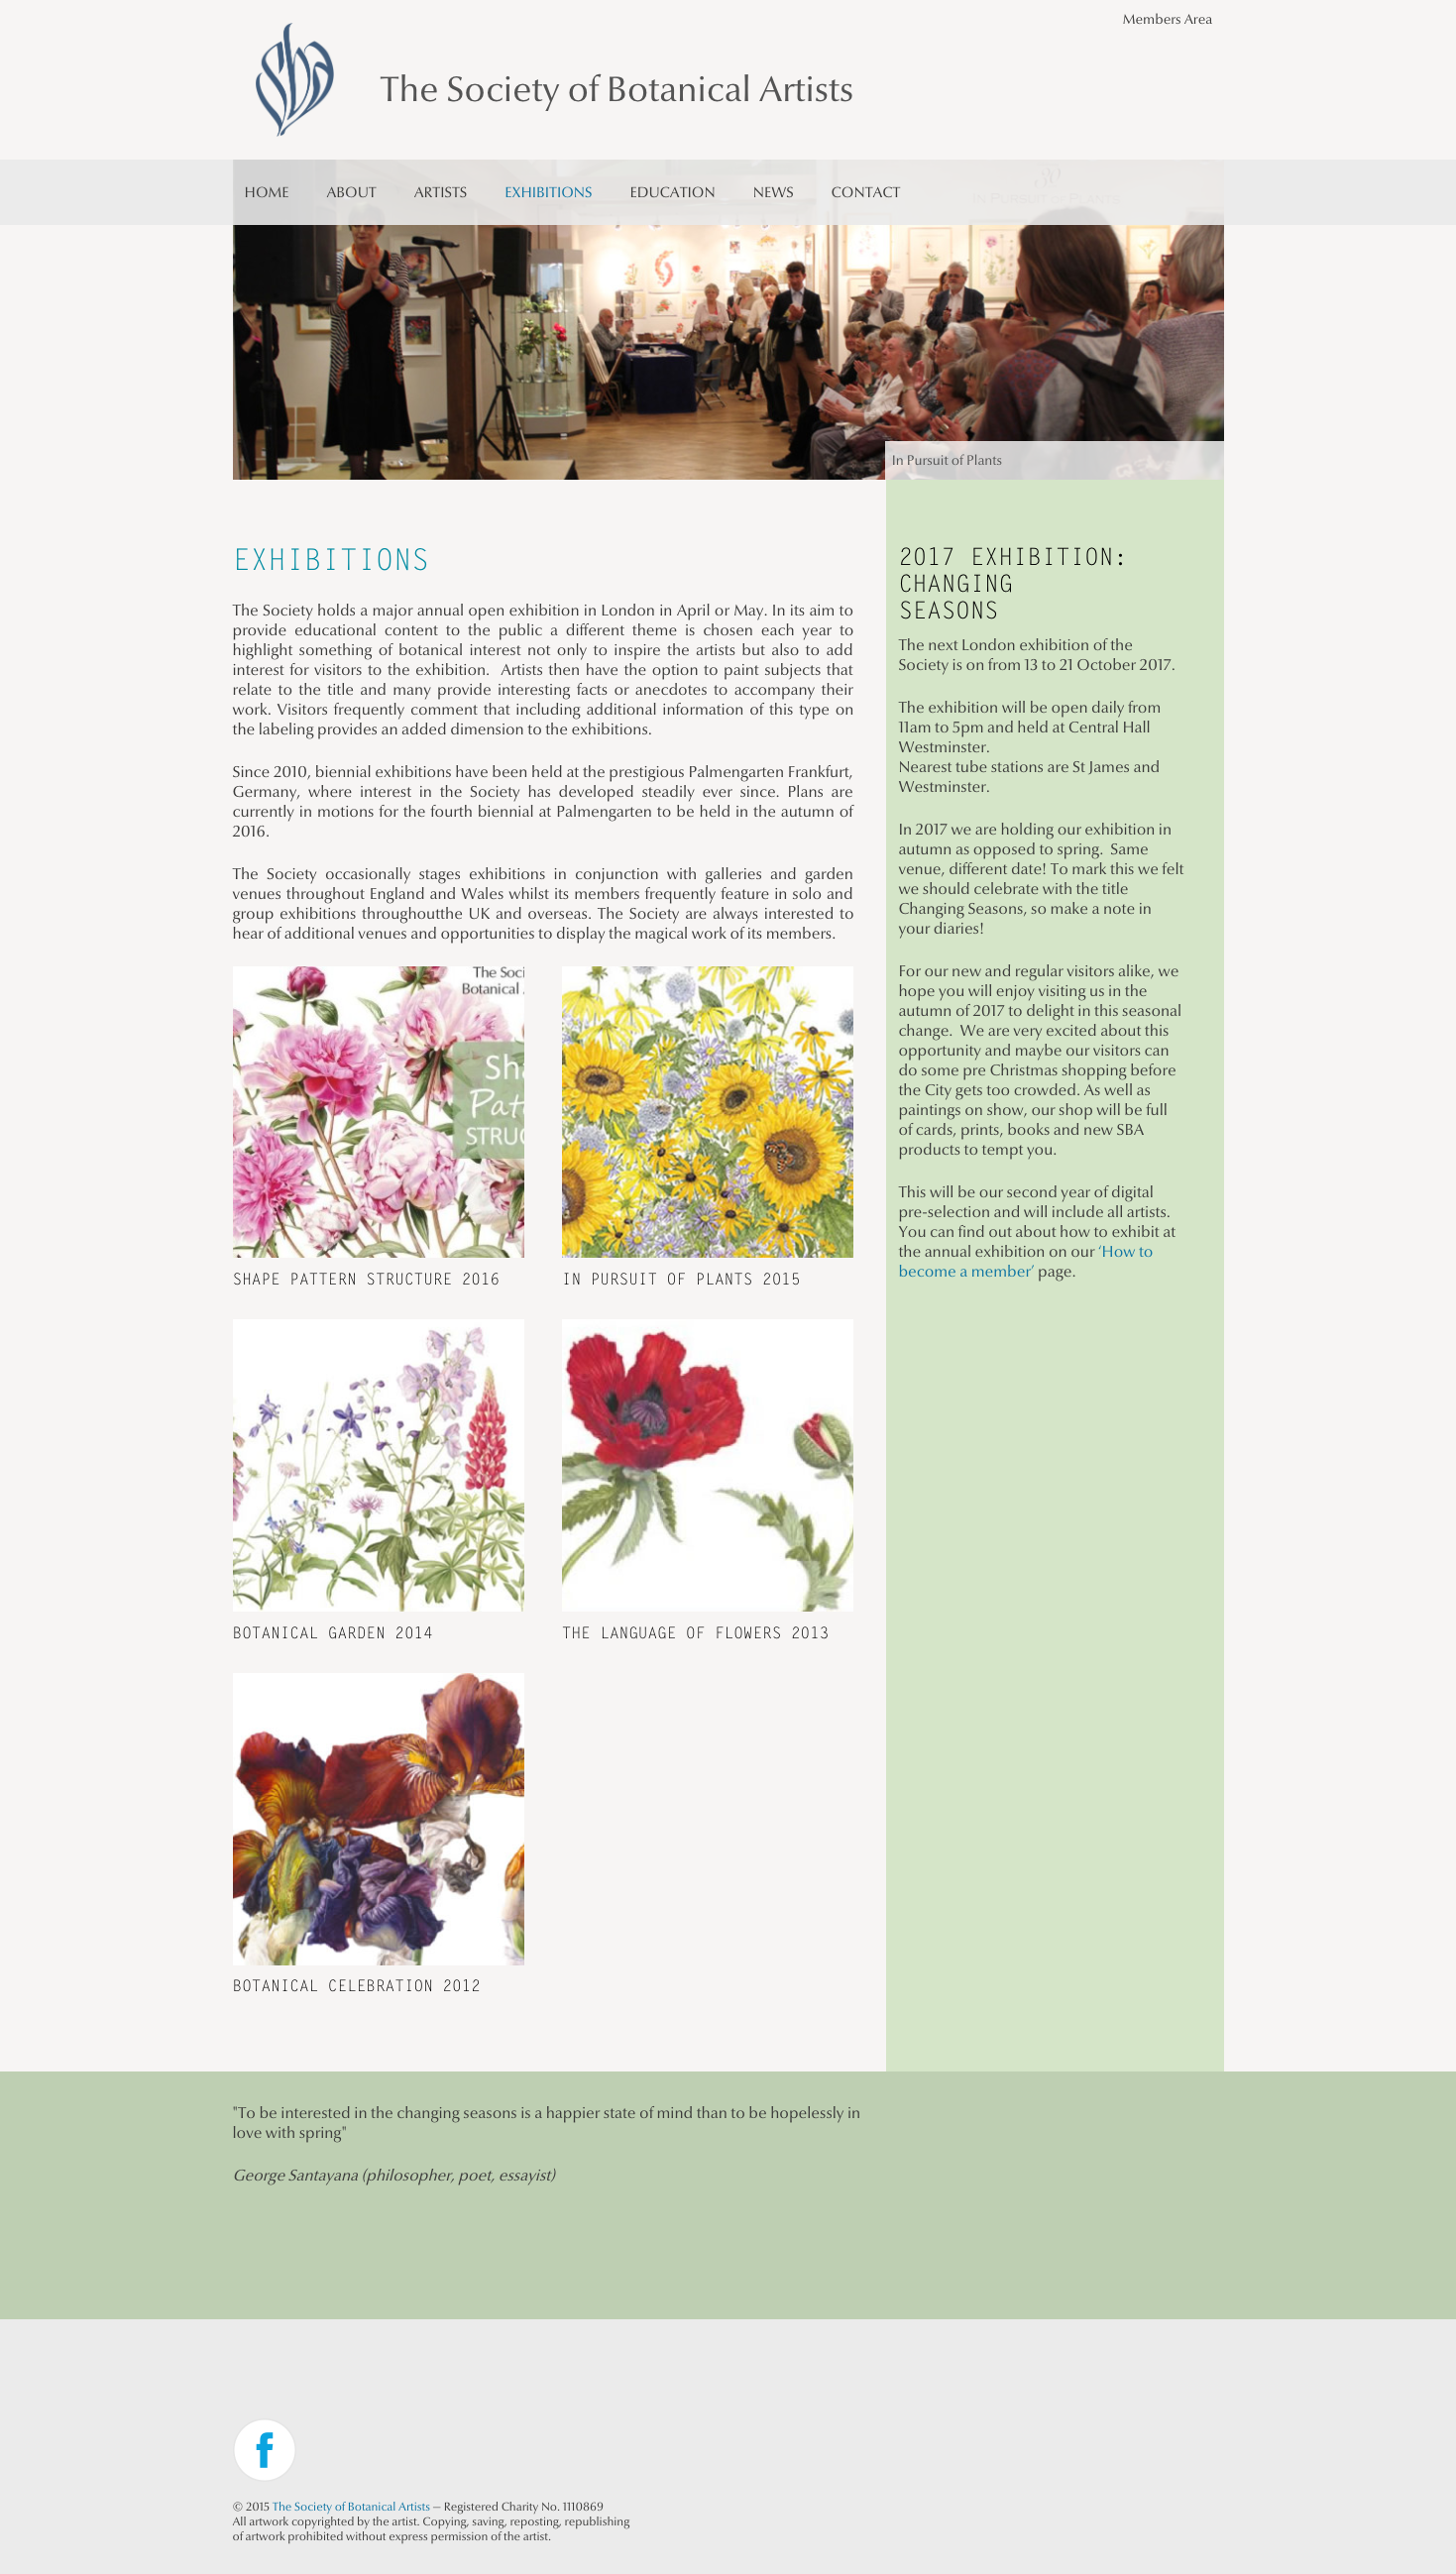 Members Area
sba
The Society of Botanical Artists
HOME ABOUT ARTISTS EXHIBITIONS EDUCATION NEWS CONTACT
IN PURSUIT PLANTS
In Pursuit of Plants
EXHIBITIONS
The Society holds a major annual open exhibition in London in April or May. In its aim to
provide educational content to the public a different theme is chosen each year to
highlight something of botanical interest not only to inspire the artists but also to add
interest for visitors to the exhibition.  Artists then have the option to paint subjects that
relate to the title and many provide interesting facts or anecdotes to accompany their
work. Visitors frequently comment that including additional information of this type on
the labeling provides an added dimension to the exhibitions.
Since 2010, biennial exhibitions have been held at the prestigious Palmengarten Frankfurt,
Germany, where interest in the Society has developed steadily ever since. Plans are
currently in motions for the fourth biennial at Palmengarten to be held in the autumn of
2016.
The Society occasionally stages exhibitions in conjunction with galleries and garden
venues throughout England and Wales whilst its members frequently feature in solo and
group exhibitions throughoutthe UK and overseas. The Society are always interested to
hear of additional venues and opportunities to display the magical work of its members.
The Soci
Botanical
Sha
Pat
STRUC
SHAPE PATTERN STRUCTURE 2016
IN PURSUIT OF PLANTS 2015
BOTANICAL GARDEN 2014
THE LANGUAGE OF FLOWERS 2013
BOTANICAL CELEBRATION 2012
2017 EXHIBITION:
CHANGING
SEASONS
The next London exhibition of the
Society is on from 13 to 21 October 2017.
The exhibition will be open daily from
11am to 5pm and held at Central Hall
Westminster.
Nearest tube stations are St James and
Westminster.
In 2017 we are holding our exhibition in
autumn as opposed to spring.  Same
venue, different date! To mark this we felt
we should celebrate with the title
Changing Seasons, so make a note in
your diaries!
For our new and regular visitors alike, we
hope you will enjoy visiting us in the
autumn of 2017 to delight in this seasonal
change.  We are very excited about this
opportunity and maybe our visitors can
do some pre Christmas shopping before
the City gets too crowded. As well as
paintings on show, our shop will be full
of cards, prints, books and new SBA
products to tempt you.
This will be our second year of digital
pre-selection and will include all artists.
You can find out about how to exhibit at
the annual exhibition on our ‘How to
become a member’ page.
"To be interested in the changing seasons is a happier state of mind than to be hopelessly in
love with spring"
George Santayana (philosopher, poet, essayist)
f
© 2015 The Society of Botanical Artists – Registered Charity No. 1110869
All artwork copyrighted by the artist. Copying, saving, reposting, republishing
of artwork prohibited without express permission of the artist.